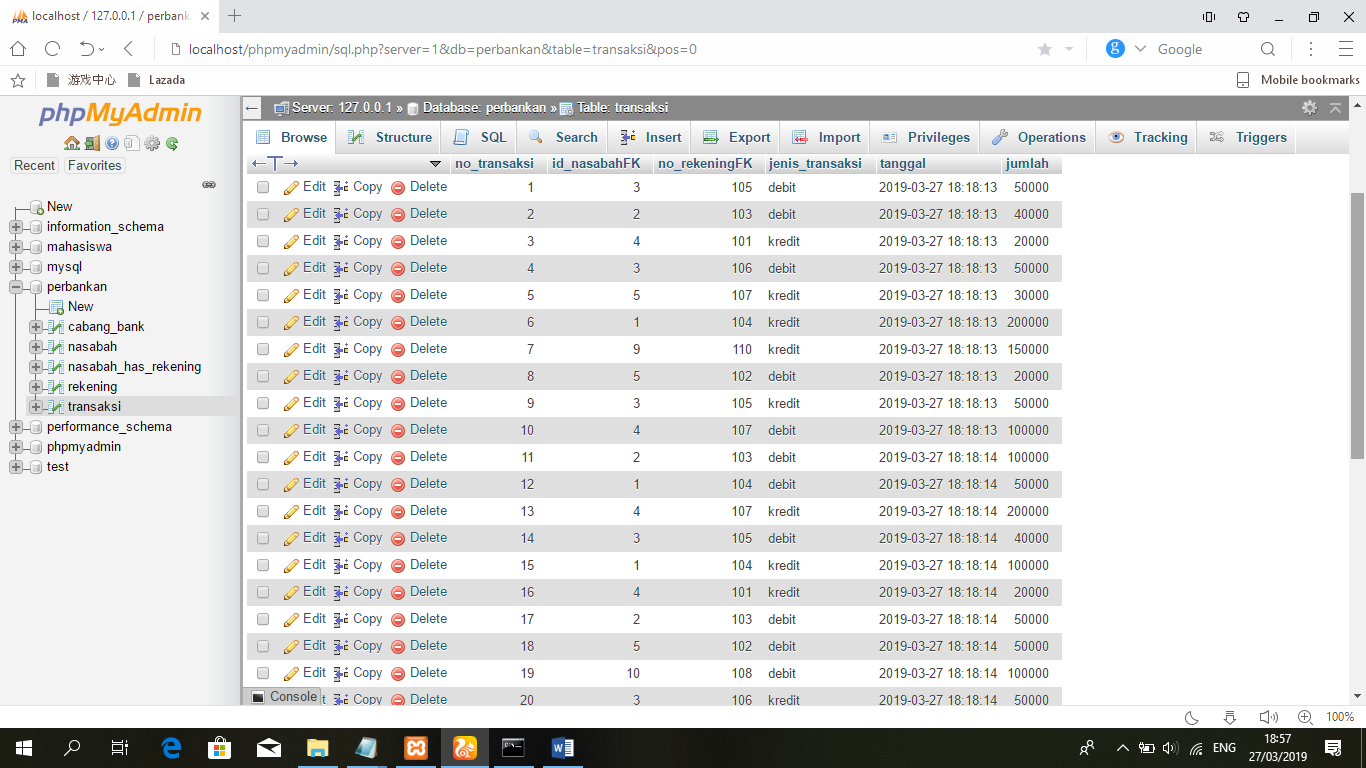 localhost / 127.0.0.1 / perbank
localhost/phpmyadmin/sql.php?server=1&db=perbankan&table=transaksi&pos=0
Google
游戏中心 Lazada Mobile bookmarks
phpMyAdmin
Recent Favorites
New
information_schema
mahasiswa
mysql
perbankan
New
cabang_bank
nasabah
nasabah_has_rekening
rekening
transaksi
performance_schema
phpmyadmin
test
Server: 127.0.0.1 » Database: perbankan » Table: transaksi
Browse Structure SQL Search Insert Export Import Privileges Operations Tracking Triggers
←T→ no_transaksi id_nasabahFK no_rekeningFK jenis_transaksi tanggal jumlah
Edit Copy Delete 1 3 105 debit 2019-03-27 18:18:13 50000
Edit Copy Delete 2 2 103 debit 2019-03-27 18:18:13 40000
Edit Copy Delete 3 4 101 kredit 2019-03-27 18:18:13 20000
Edit Copy Delete 4 3 106 debit 2019-03-27 18:18:13 50000
Edit Copy Delete 5 5 107 kredit 2019-03-27 18:18:13 30000
Edit Copy Delete 6 1 104 kredit 2019-03-27 18:18:13 200000
Edit Copy Delete 7 9 110 kredit 2019-03-27 18:18:13 150000
Edit Copy Delete 8 5 102 debit 2019-03-27 18:18:13 20000
Edit Copy Delete 9 3 105 kredit 2019-03-27 18:18:13 50000
Edit Copy Delete 10 4 107 debit 2019-03-27 18:18:13 100000
Edit Copy Delete 11 2 103 debit 2019-03-27 18:18:14 100000
Edit Copy Delete 12 1 104 debit 2019-03-27 18:18:14 50000
Edit Copy Delete 13 4 107 kredit 2019-03-27 18:18:14 200000
Edit Copy Delete 14 3 105 debit 2019-03-27 18:18:14 40000
Edit Copy Delete 15 1 104 kredit 2019-03-27 18:18:14 100000
Edit Copy Delete 16 4 101 kredit 2019-03-27 18:18:14 20000
Edit Copy Delete 17 2 103 debit 2019-03-27 18:18:14 50000
Edit Copy Delete 18 5 102 debit 2019-03-27 18:18:14 50000
Edit Copy Delete 19 10 108 debit 2019-03-27 18:18:14 100000
Console Copy Delete 20 3 106 kredit 2019-03-27 18:18:14 50000
100%
ENG 18:57
27/03/2019